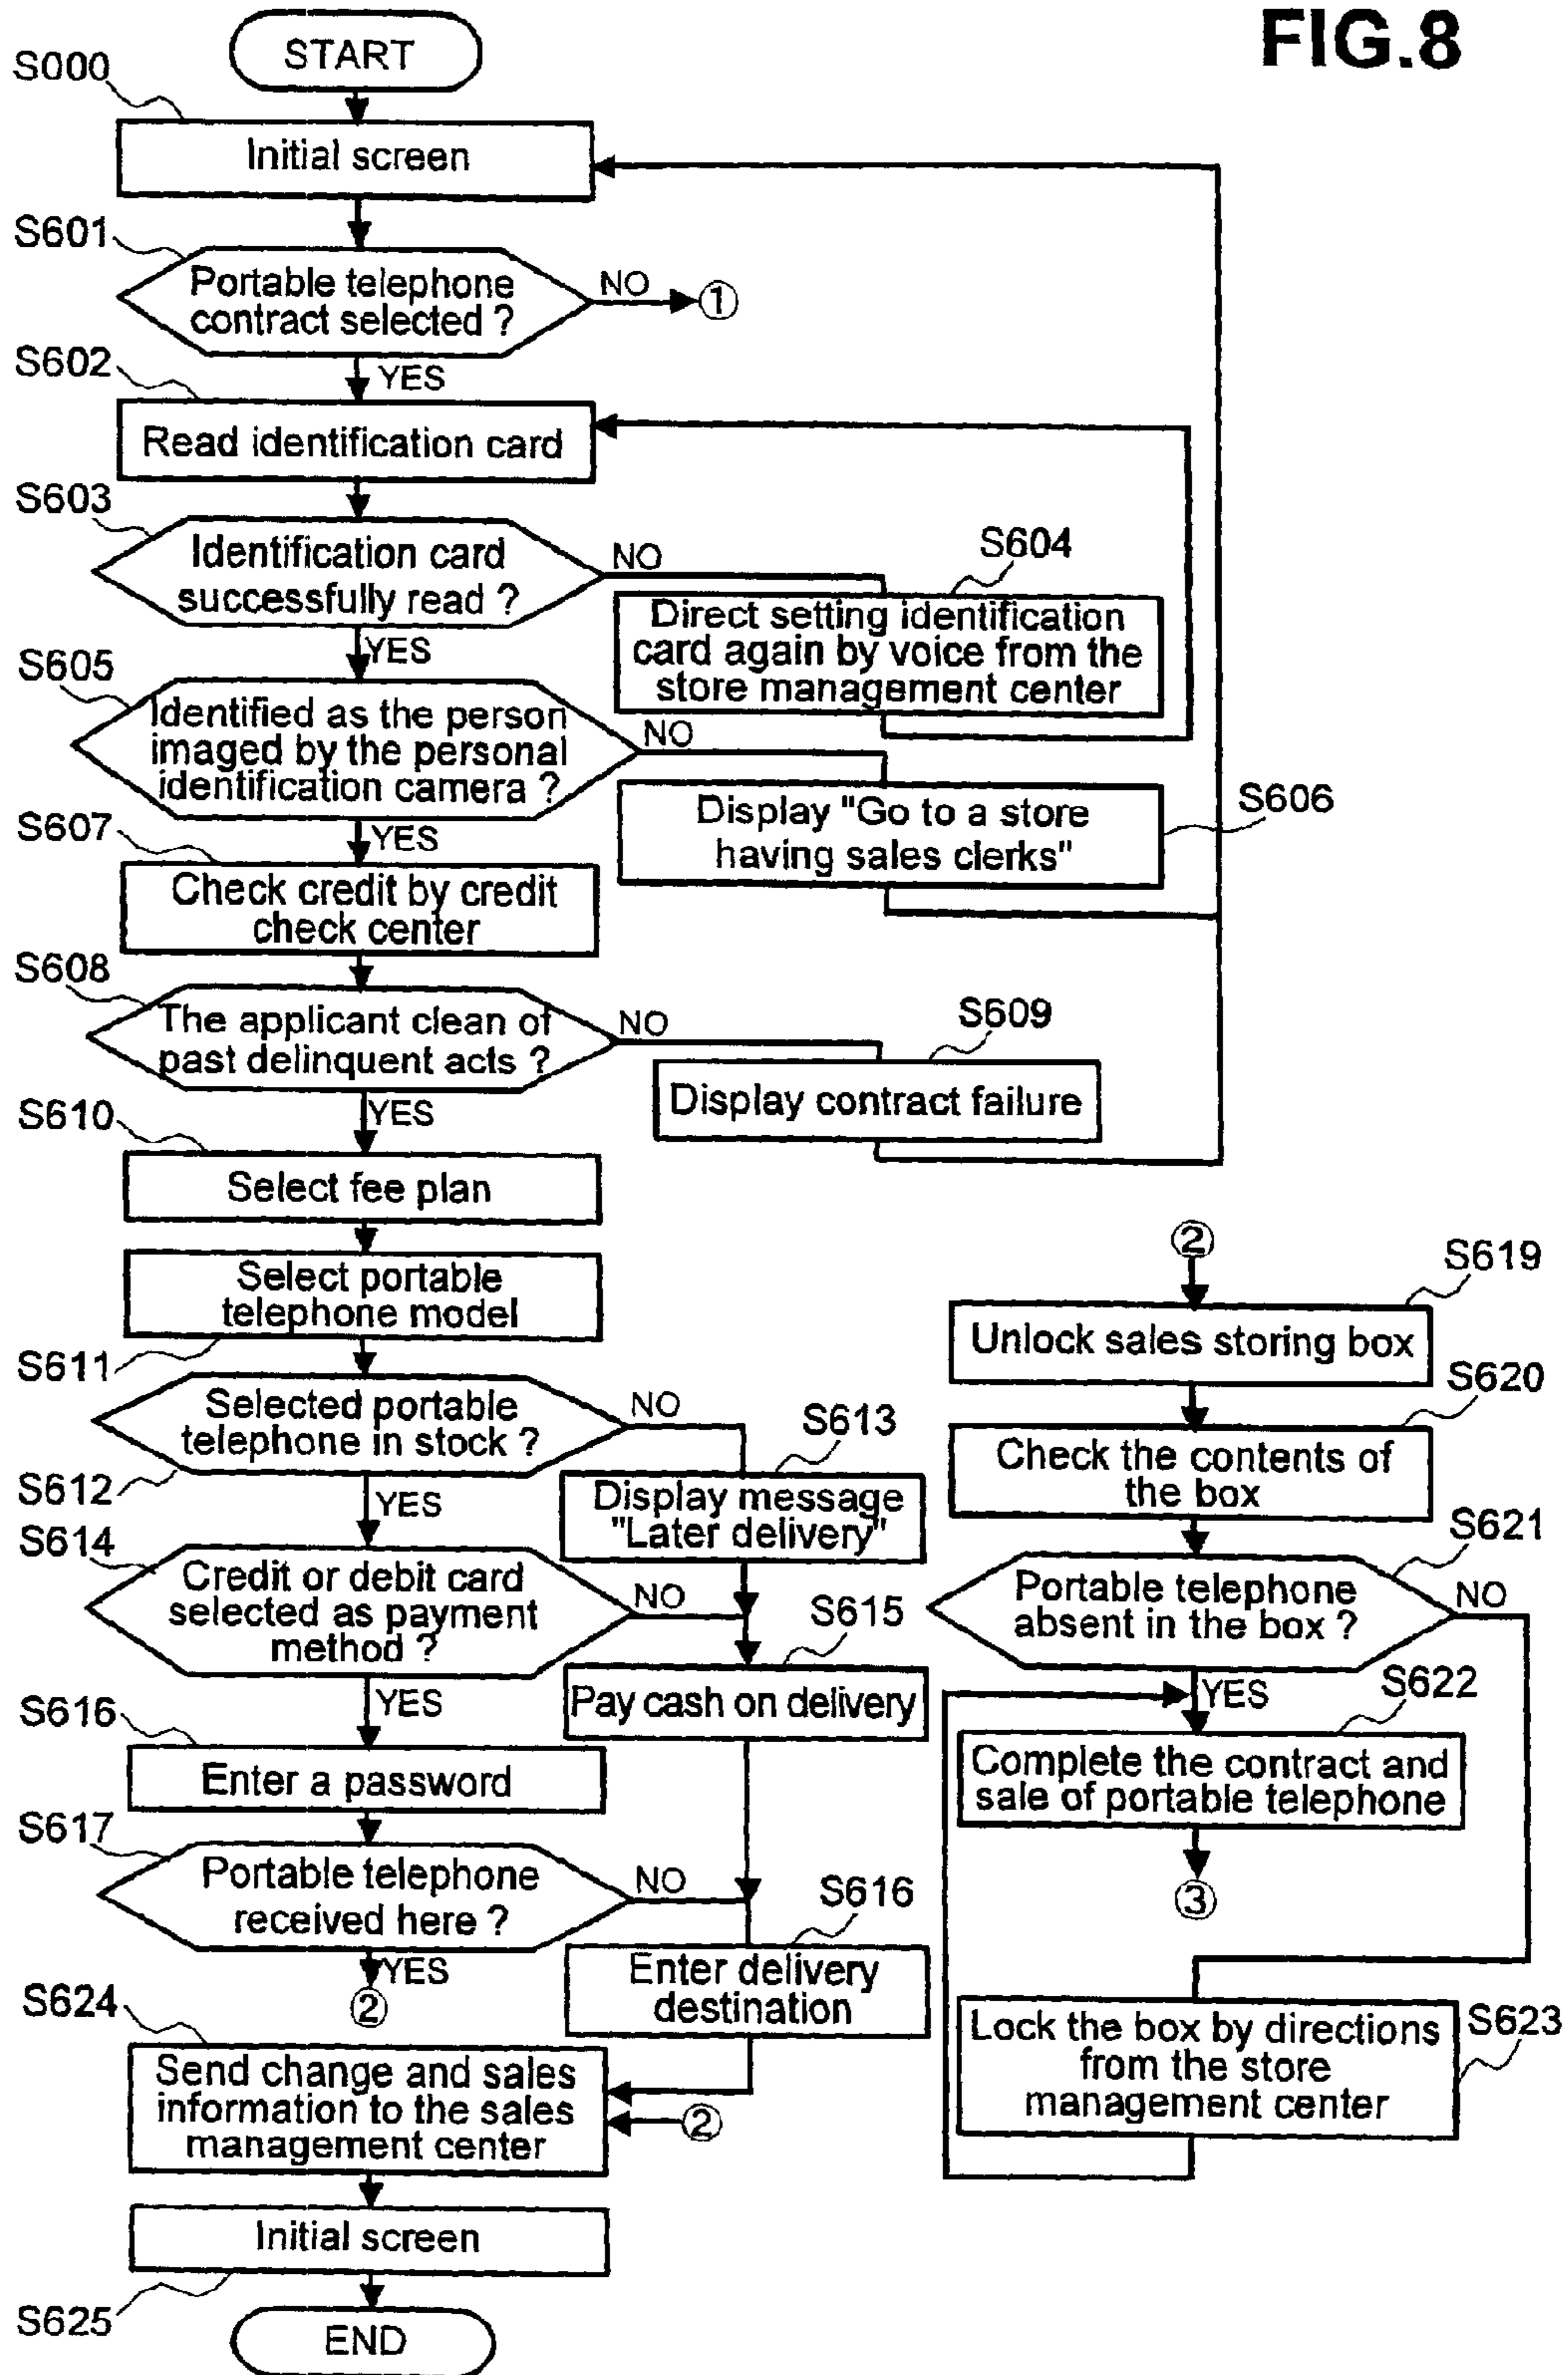 FIG.8
START
S000
Initial screen
S601
Portable telephone
contract selected ?
NO
①
YES
S602
Read identification card
S603
Identification card
successfully read ?
NO
S604
Direct setting identification
card again by voice from the
store management center
YES
S605
Identified as the person
imaged by the personal
identification camera ?
NO
Display "Go to a store
having sales clerks"
S606
YES
S607
Check credit by credit
check center
S608
The applicant clean of
past delinquent acts ?
NO
S609
Display contract failure
YES
S610
Select fee plan
Select portable
telephone model
S611
Selected portable
telephone in stock ?
NO
S612
S613
Display message
"Later delivery"
YES
S614
Credit or debit card
selected as payment
method ?
NO
S615
Pay cash on delivery
YES
S616
Enter a password
S617
Portable telephone
received here ?
NO
S616
Enter delivery
destination
YES
②
S624
Send change and sales
information to the sales
management center
②
Initial screen
S625
END
②
S619
Unlock sales storing box
S620
Check the contents of
the box
S621
Portable telephone
absent in the box ?
NO
YES
S622
Complete the contract and
sale of portable telephone
③
Lock the box by directions
from the store
management center
S623